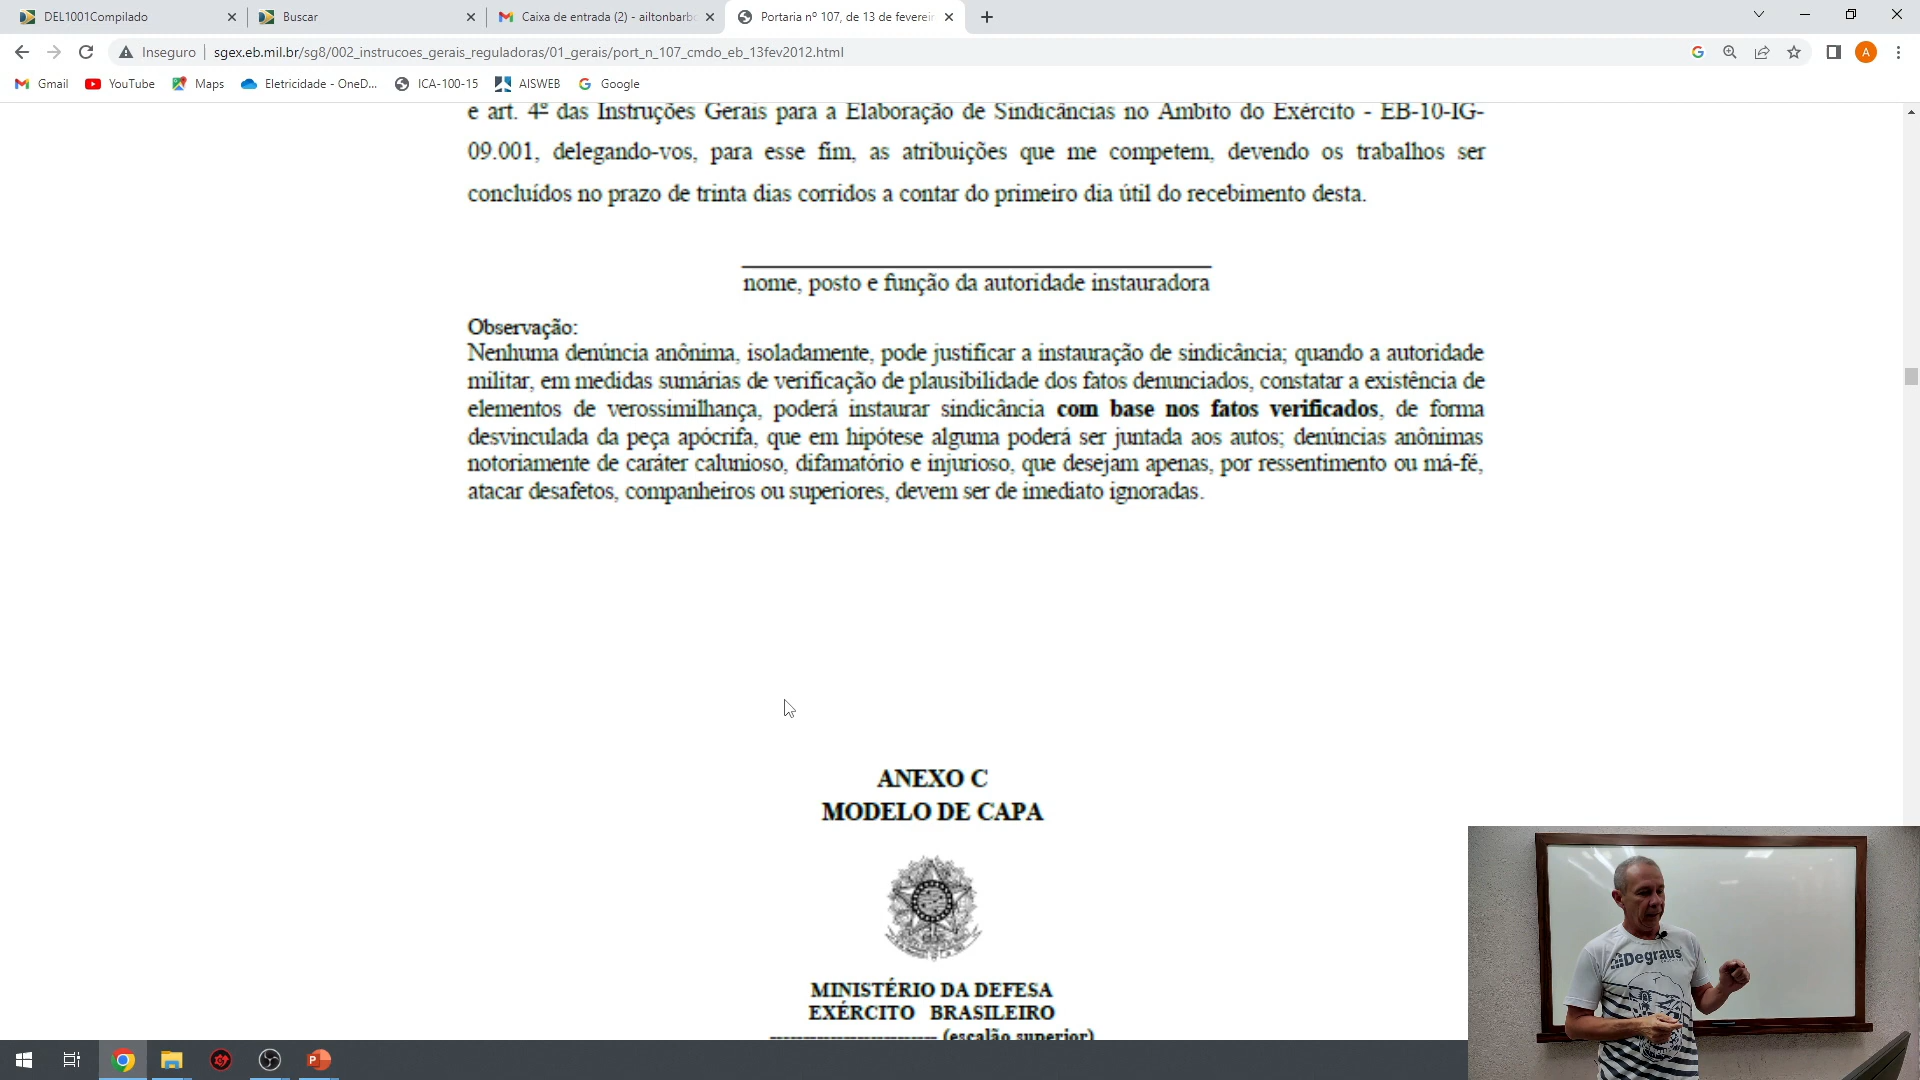 DEL1001Compilado
Buscar
Caixa de entrada (2) - ailtonbarbo
Portaria nº 107, de 13 de fevereir
Inseguro
sgex.eb.mil.br/sg8/002_instrucoes_gerais_reguladoras/01_gerais/port_n_107_cmdo_eb_13fev2012.html
A
Gmail
YouTube
Maps
Eletricidade - OneD...
ICA-100-15
AISWEB
Google
e art. 4º das Instruções Gerais para a Elaboração de Sindicâncias no Âmbito do Exército - EB-10-IG-
09.001, delegando-vos, para esse fim, as atribuições que me competem, devendo os trabalhos ser
concluídos no prazo de trinta dias corridos a contar do primeiro dia útil do recebimento desta.
nome, posto e função da autoridade instauradora
Observação:
Nenhuma denúncia anônima, isoladamente, pode justificar a instauração de sindicância; quando a autoridade
militar, em medidas sumárias de verificação de plausibilidade dos fatos denunciados, constatar a existência de
elementos de verossimilhança, poderá instaurar sindicância com base nos fatos verificados, de forma
desvinculada da peça apócrifa, que em hipótese alguma poderá ser juntada aos autos; denúncias anônimas
notoriamente de caráter calunioso, difamatório e injurioso, que desejam apenas, por ressentimento ou má-fé,
atacar desafetos, companheiros ou superiores, devem ser de imediato ignoradas.
ANEXO C
MODELO DE CAPA
MINISTÉRIO DA DEFESA
EXÉRCITO BRASILEIRO
-------------------------- (escalão superior)
Degraus